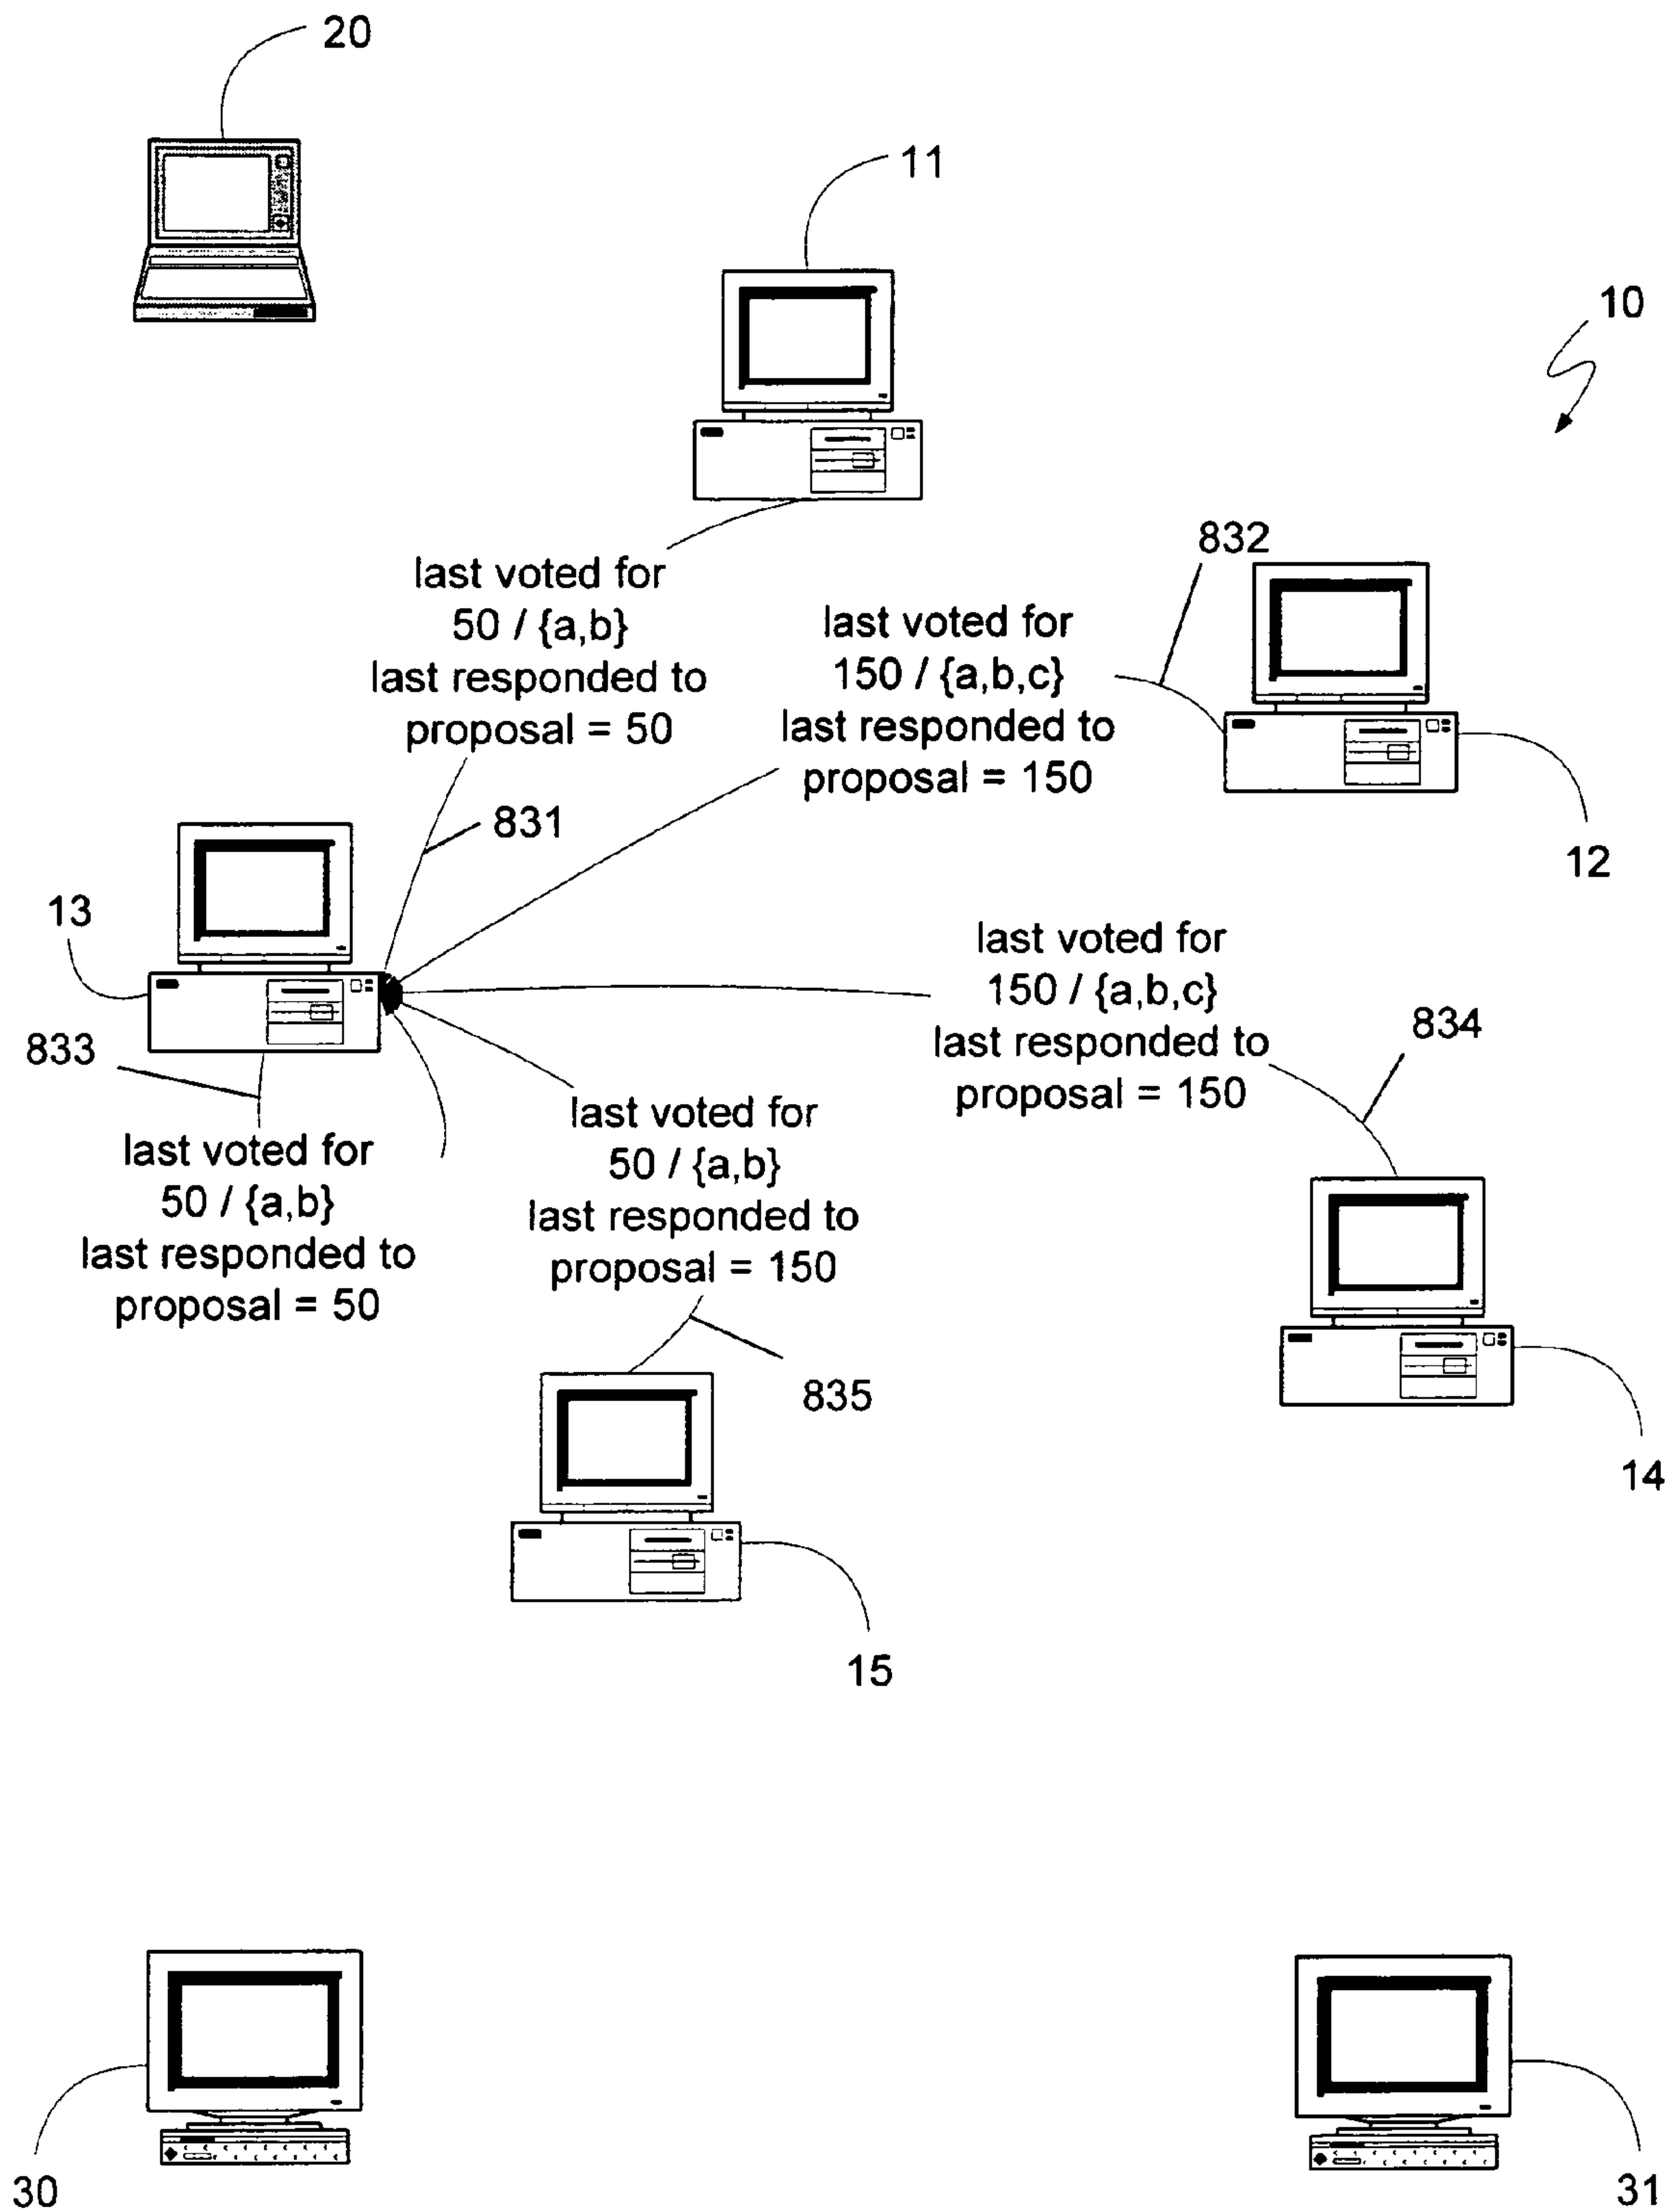 20
11
10
832
last voted for
50 / {a,b}
last responded to
proposal = 50
last voted for
150 / {a,b,c}
last responded to
proposal = 150
831
12
13
last voted for
150 / {a,b,c}
last responded to
proposal = 150
834
833
last voted for
50 / {a,b}
last responded to
proposal = 50
last voted for
50 / {a,b}
last responded to
proposal = 150
835
14
15
30
31